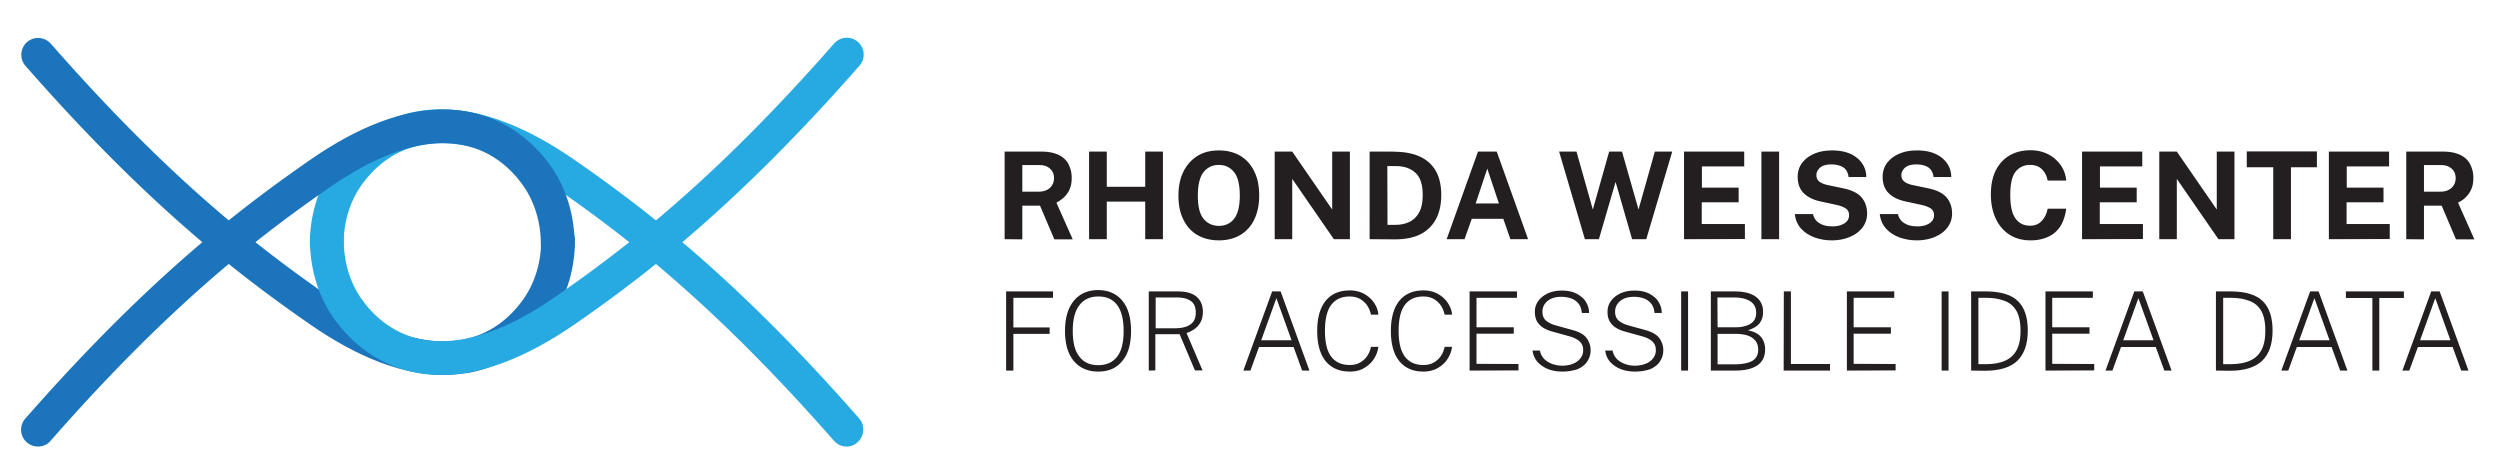 RHONDA WEISS CENTER
FOR ACCESSIBLE IDEA DATA